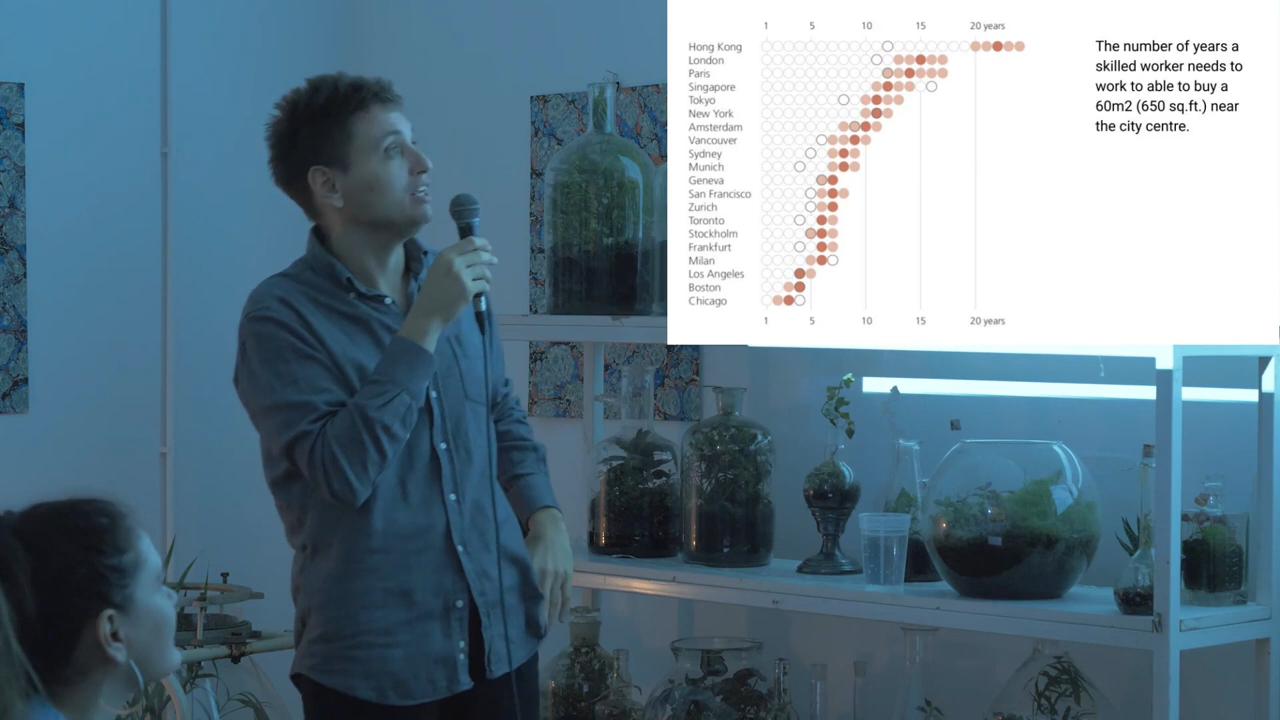 1 5 10 15 20 years
Hong Kong
London
Paris
Singapore
Tokyo
New York
Amsterdam
Vancouver
Sydney
Munich
Geneva
San Francisco
Zurich
Toronto
Stockholm
Frankfurt
Milan
Los Angeles
Boston
Chicago
1 5 10 15 20 years
The number of years a
skilled worker needs to
work to able to buy a
60m2 (650 sq.ft.) near
the city centre.